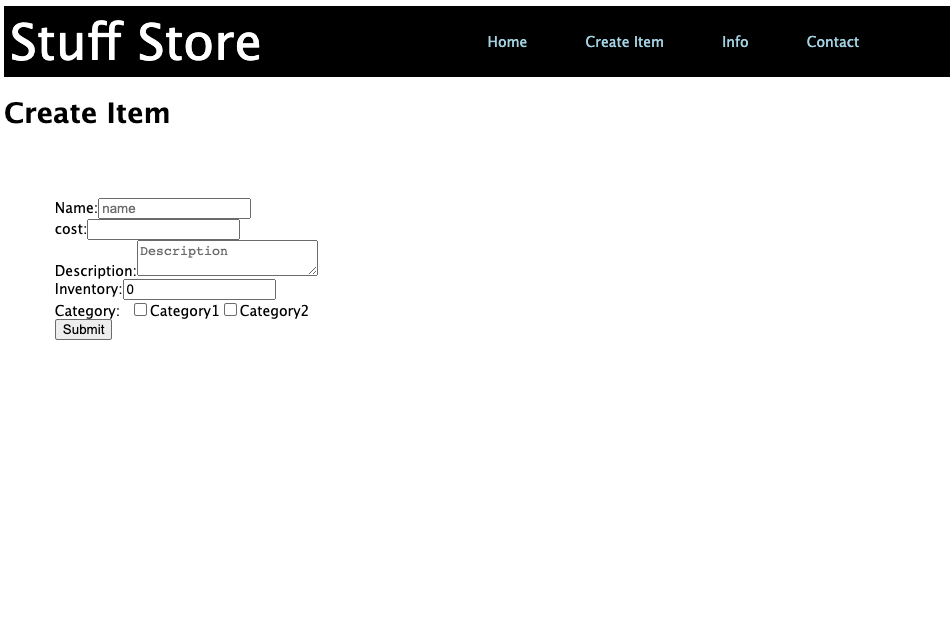 Stuff Store Home Create Item Info Contact
Create Item
Name: name
cost:
Description: Description
Inventory: 0
Category: Category1 Category2
Submit